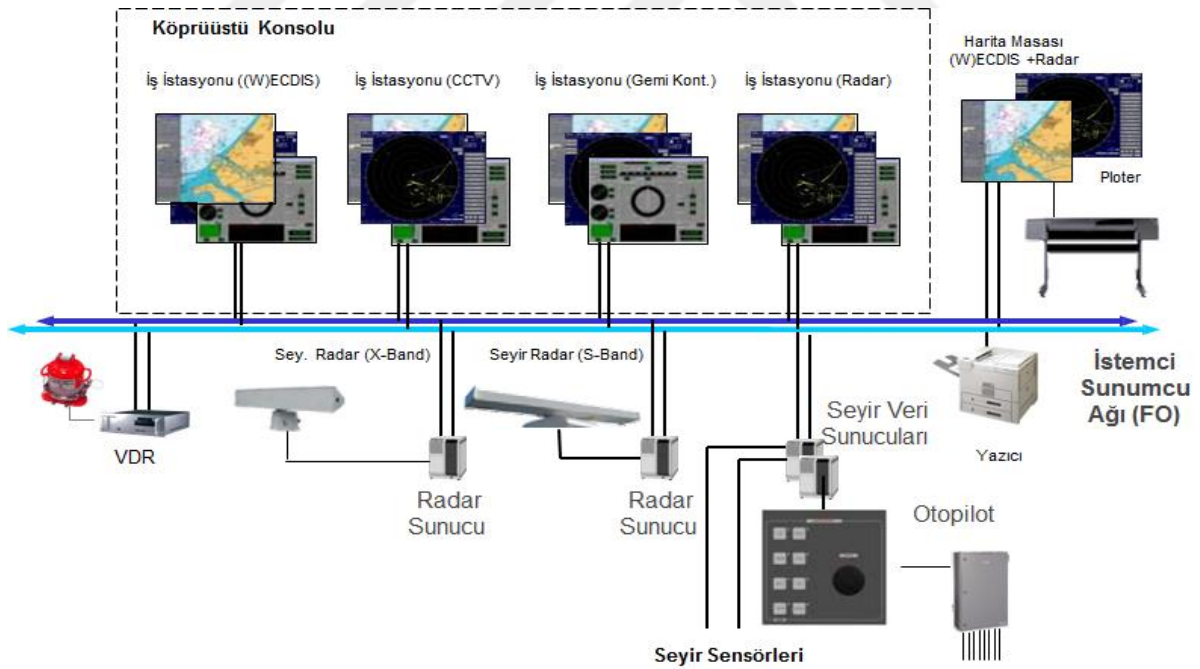 Köprüüstü Konsolu
İş İstasyonu ((W)ECDIS)
İş İstasyonu (CCTV)
İş İstasyonu (Gemi Kont.)
İş İstasyonu (Radar)
Harita Masası
(W)ECDIS +Radar
Ploter
Sey. Radar (X-Band)
Seyir Radar (S-Band)
VDR
Radar
Sunucu
Radar
Sunucu
Seyir Veri
Sunucuları
Yazıcı
İstemci
Sunumcu
Ağı (FO)
Otopilot
Seyir Sensörleri